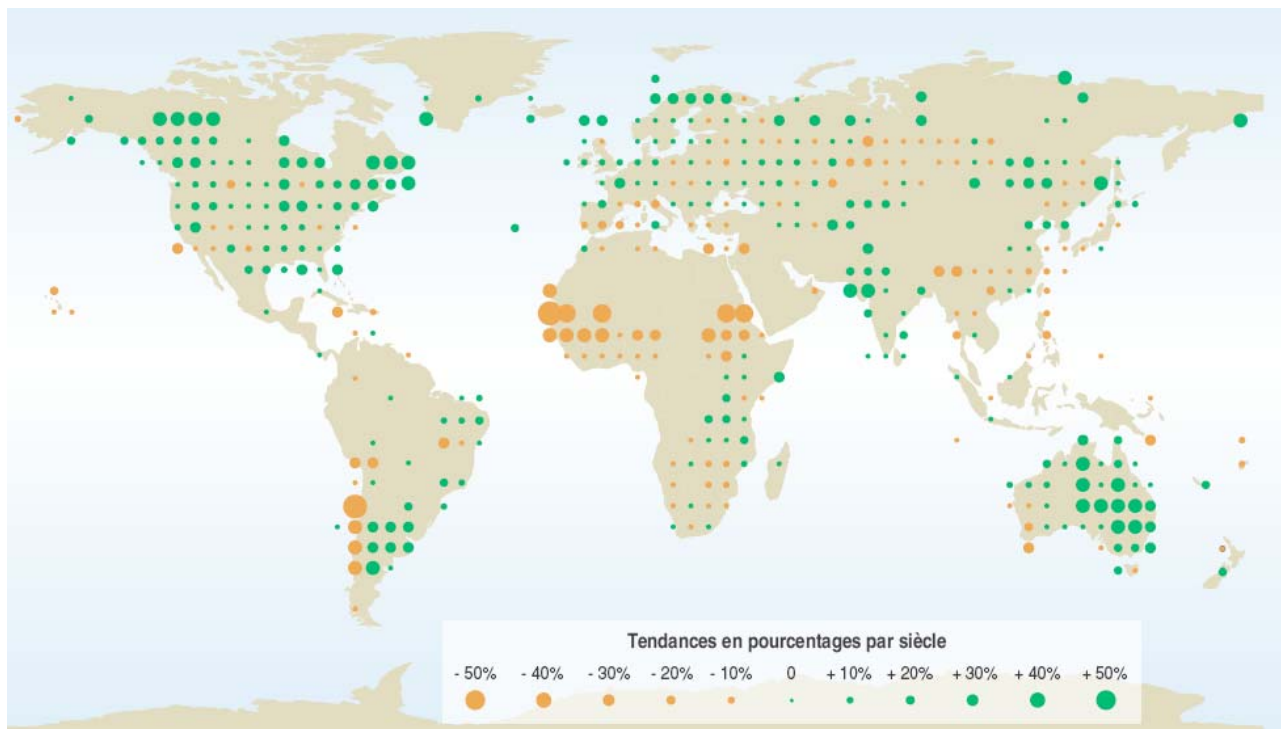 Tendances en pourcentages par siècle
- 50% - 40% - 30% - 20% - 10% 0 + 10% + 20% + 30% + 40% + 50%